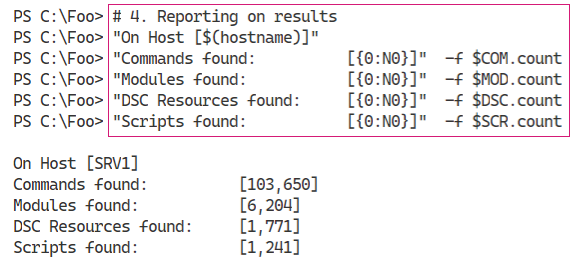 PS C:\Foo> # 4. Reporting on results
PS C:\Foo> "On Host [$(hostname)]"
PS C:\Foo> "Commands found:          [{0:N0}]"  -f $COM.count
PS C:\Foo> "Modules found:           [{0:N0}]"  -f $MOD.count
PS C:\Foo> "DSC Resources found:     [{0:N0}]"  -f $DSC.count
PS C:\Foo> "Scripts found:           [{0:N0}]"  -f $SCR.count
On Host [SRV1]
Commands found:          [103,650]
Modules found:           [6,204]
DSC Resources found:     [1,771]
Scripts found:           [1,241]